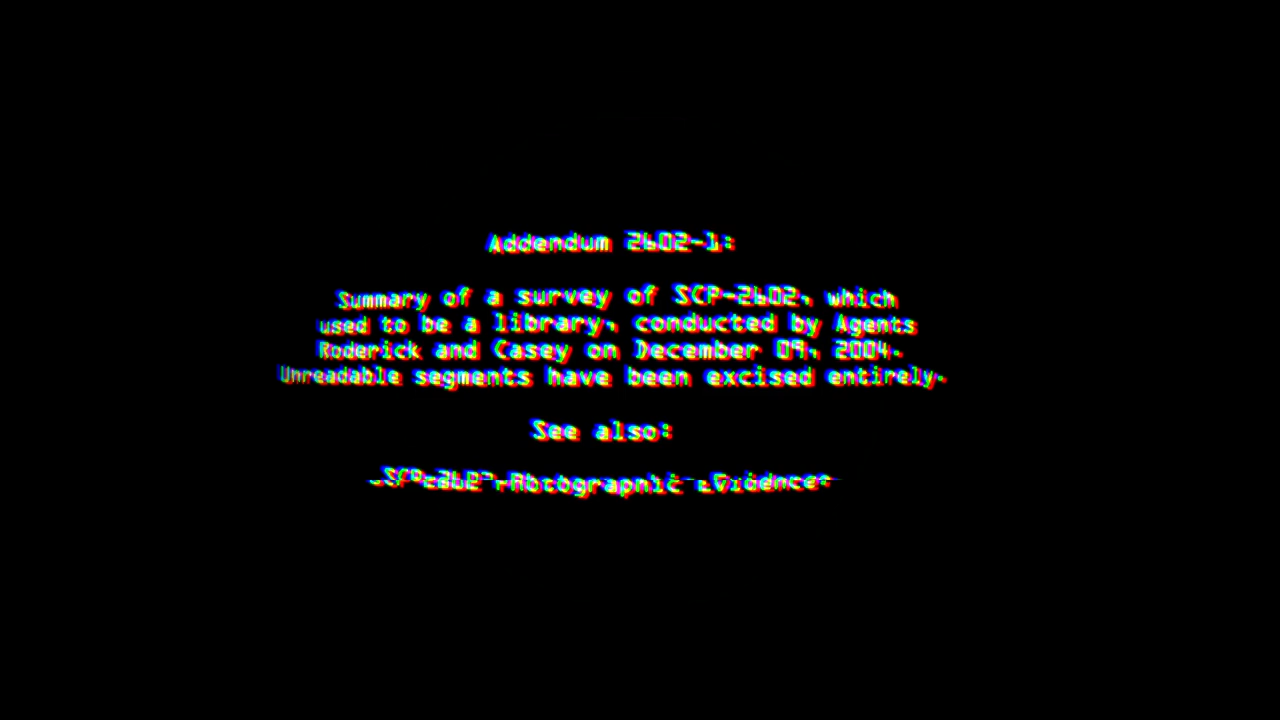 Addendum 2602-1:
Summary of a survey of SCP-2602, which
used to be a library, conducted by Agents
Roderick and Casey on December 09, 2004.
Unreadable segments have been excised entirely.
See also: